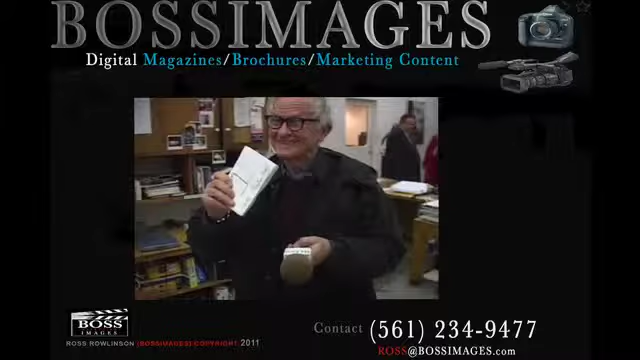 BOSSIMAGES
Digital Magazines/Brochures/Marketing Content
BOSS
IMAGES
ROSS ROWLINSON [BOSSIMAGES] COPYRIGHT 2011
Contact (561) 234-9477
ROSS@BOSSIMAGES.com